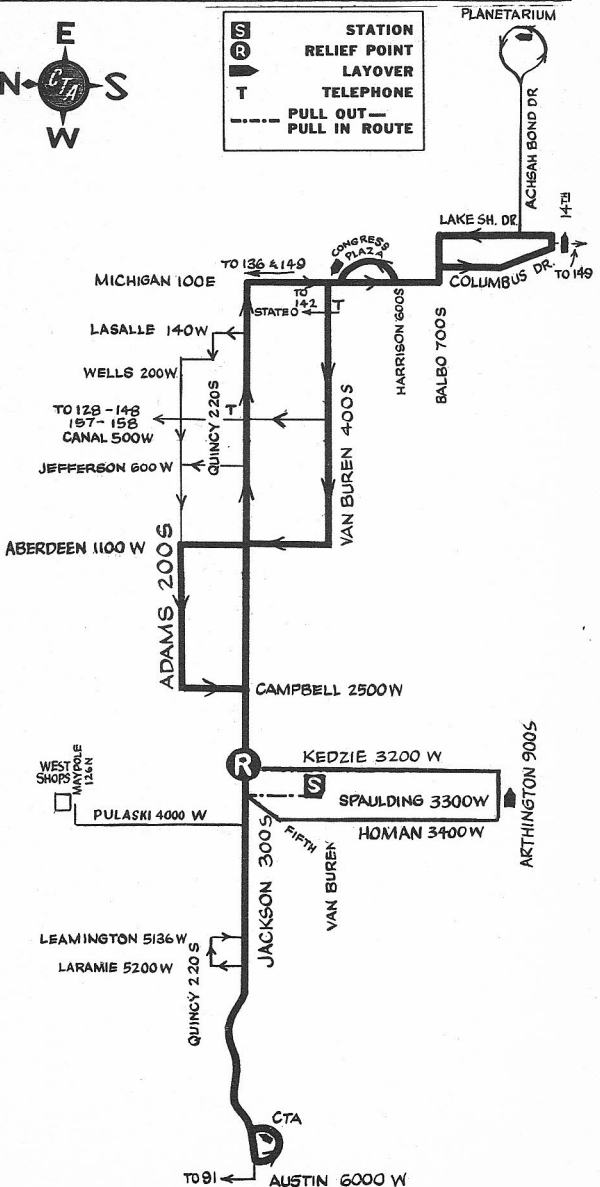 PLANETARIUM
E
N
CTA
S
W
S STATION
R RELIEF POINT
LAYOVER
T TELEPHONE
PULL OUT—
PULL IN ROUTE
ACHSAH BOND DR
14TH
LAKE SH. DR.
COLUMBUS DR.
TO 149
CONGRESS
PLAZA
TO 136 & 149
MICHIGAN 100E
TO
142
T
STATE 0
HARRISON 600S
BALBO 700S
LASALLE 140W
WELLS 200W
QUINCY 220S
T
TO 128-148
157-158
CANAL 500W
JEFFERSON 600W
VAN BUREN 400S
ABERDEEN 1100 W
ADAMS 200S
CAMPBELL 2500W
R
KEDZIE 3200 W
WEST
SHOPS
MAYPOLE
126N
S
SPAULDING 3300W
ARTHINGTON 900S
PULASKI 4000 W
HOMAN 3400W
FIFTH
VAN BUREN
JACKSON 300S
LEAMINGTON 5136W
LARAMIE 5200W
QUINCY 220S
CTA
TO 91
AUSTIN 6000 W